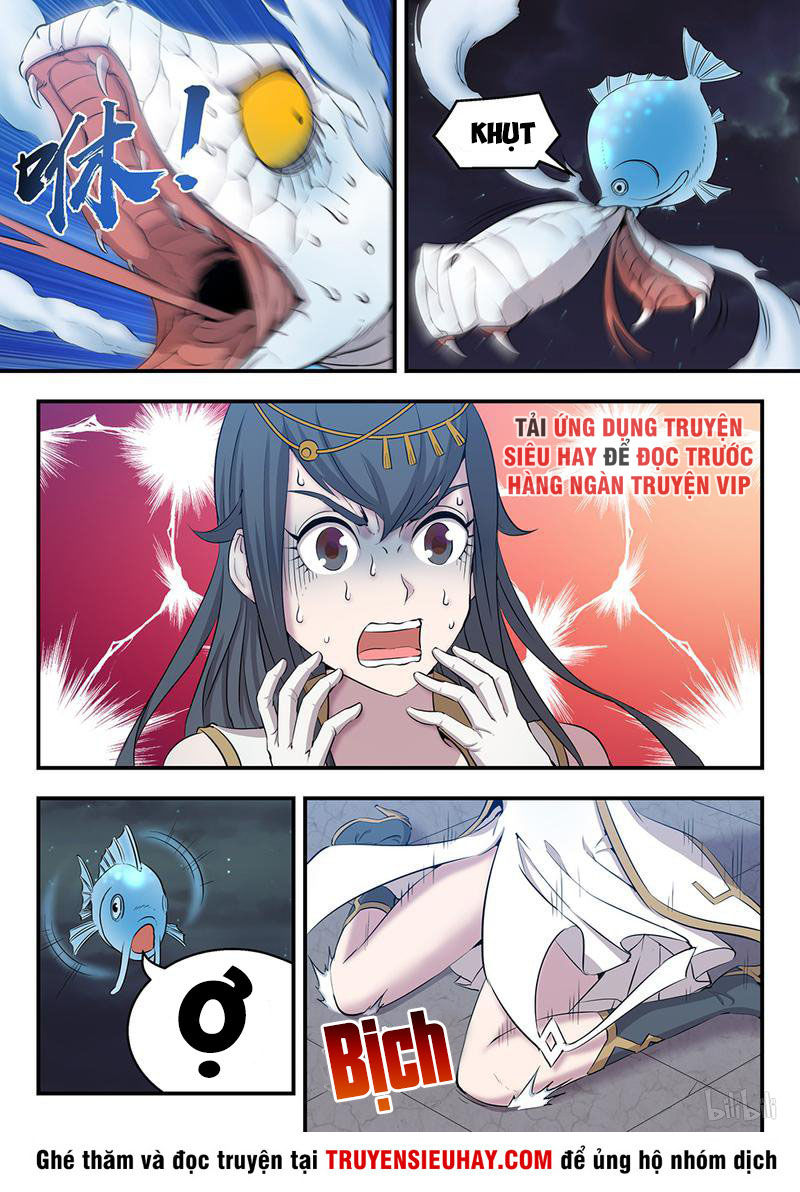 咻！
KHỤT
TẢI ỨNG DỤNG TRUYỆN
SIÊU HAY ĐỂ ĐỌC TRƯỚC
HÀNG NGÀN TRUYỆN VIP
Ợ
BỊCH
bilibili
Ghé thăm và đọc truyện tại TRUYENSIEUHAY.COM để ủng hộ nhóm dịch